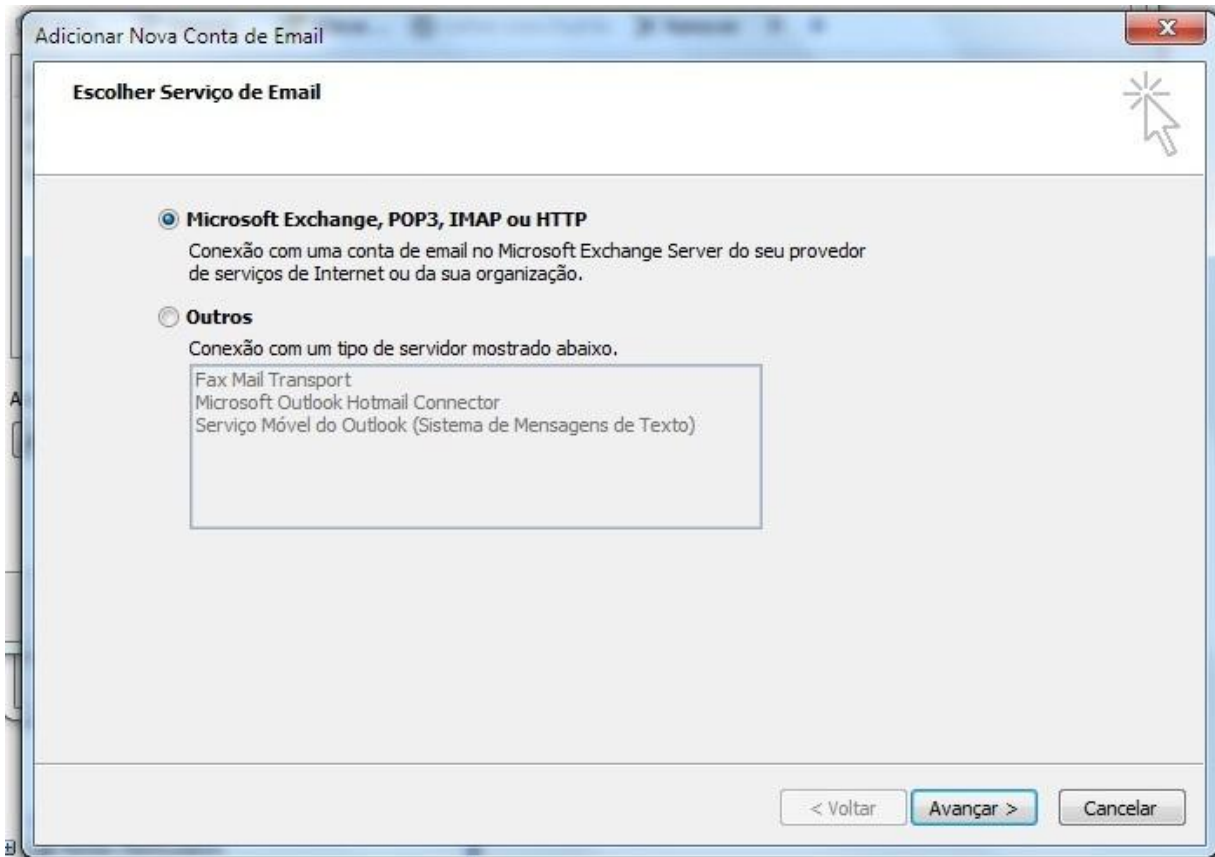 Adicionar Nova Conta de Email
Escolher Serviço de Email
Microsoft Exchange, POP3, IMAP ou HTTP
Conexão com uma conta de email no Microsoft Exchange Server do seu provedor
de serviços de Internet ou da sua organização.
Outros
Conexão com um tipo de servidor mostrado abaixo.
Fax Mail Transport
Microsoft Outlook Hotmail Connector
Serviço Móvel do Outlook (Sistema de Mensagens de Texto)
< Voltar
Avançar >
Cancelar